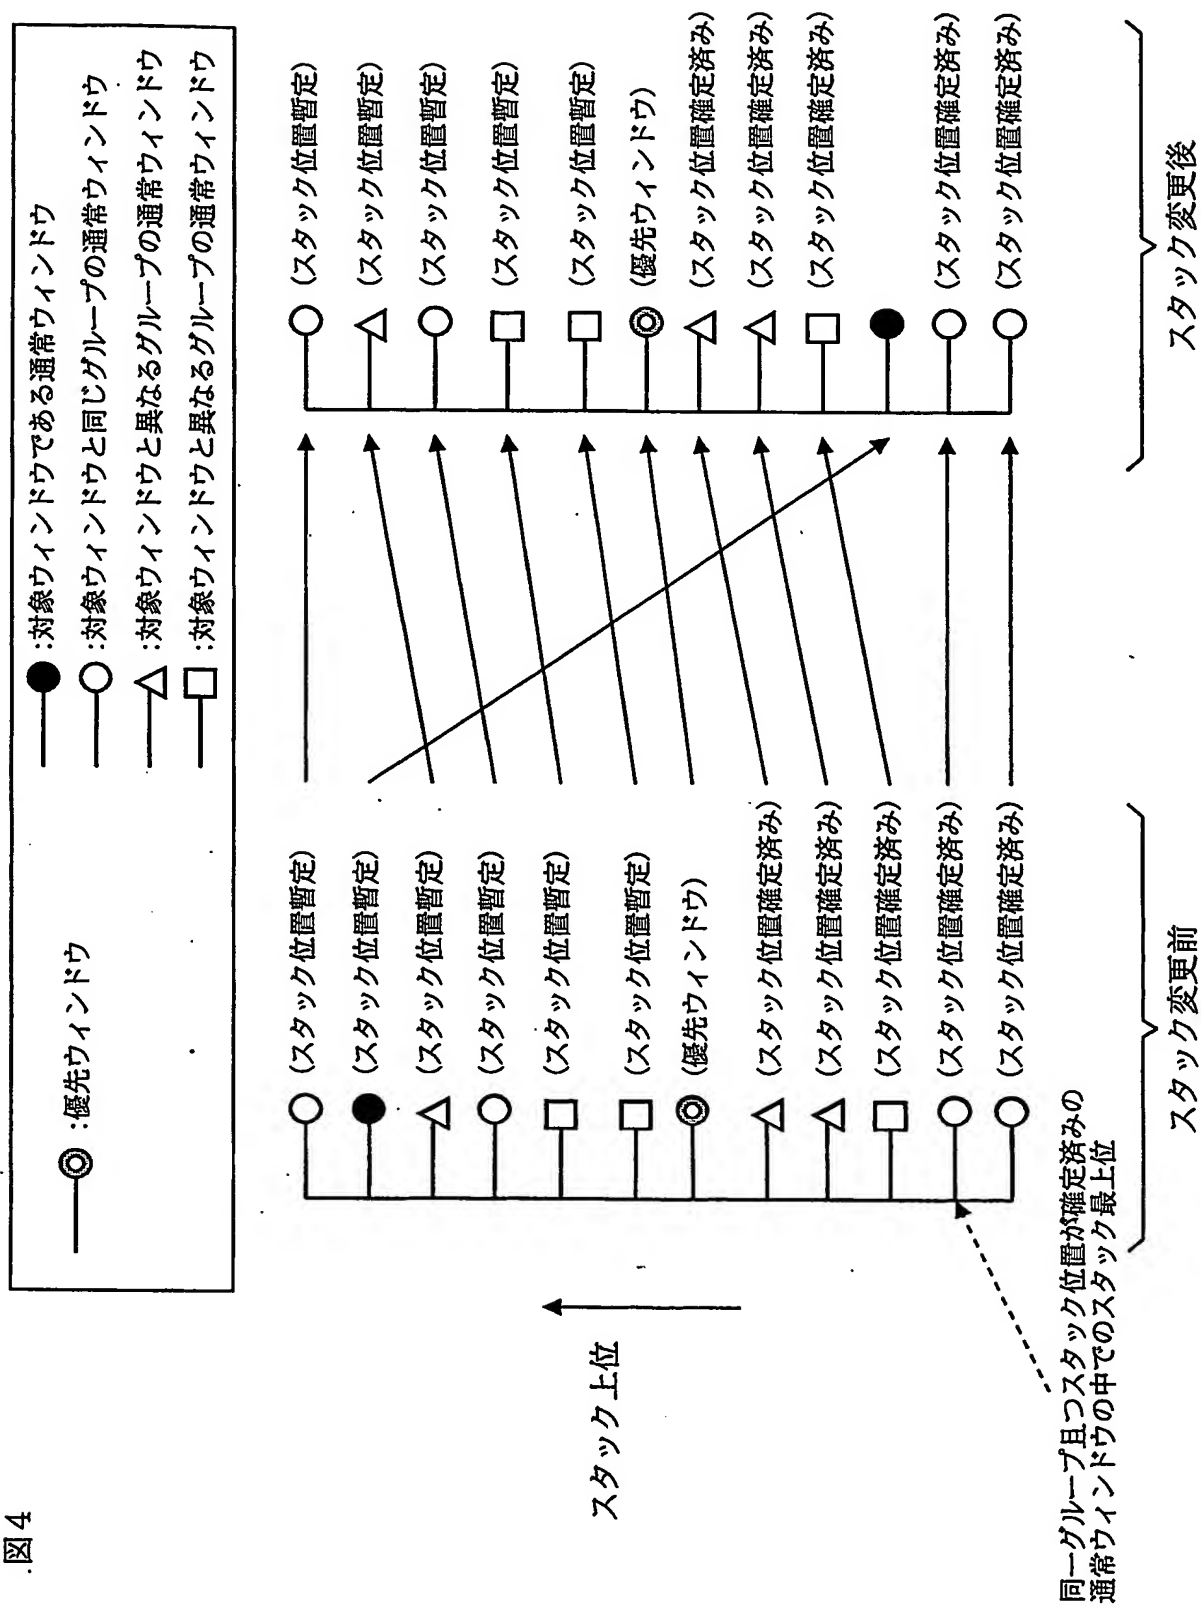 図4
:優先ウィンドウ
:対象ウィンドウである通常ウィンドウ
:対象ウィンドウと同じグループの通常ウィンドウ
:対象ウィンドウと異なるグループの通常ウィンドウ
:対象ウィンドウと異なるグループの通常ウィンドウ
スタック上位
(スタック位置暫定)
(スタック位置暫定)
(スタック位置暫定)
(スタック位置暫定)
(スタック位置暫定)
(スタック位置暫定)
(優先ウィンドウ)
(スタック位置確定済み)
(スタック位置確定済み)
(スタック位置確定済み)
(スタック位置確定済み)
(スタック位置確定済み)
同一グループ且つスタック位置が確定済みの
通常ウィンドウの中でのスタック最上位
スタック変更前
(スタック位置暫定)
(スタック位置暫定)
(スタック位置暫定)
(スタック位置暫定)
(スタック位置暫定)
(優先ウィンドウ)
(スタック位置確定済み)
(スタック位置確定済み)
(スタック位置確定済み)
(スタック位置確定済み)
(スタック位置確定済み)
スタック変更後